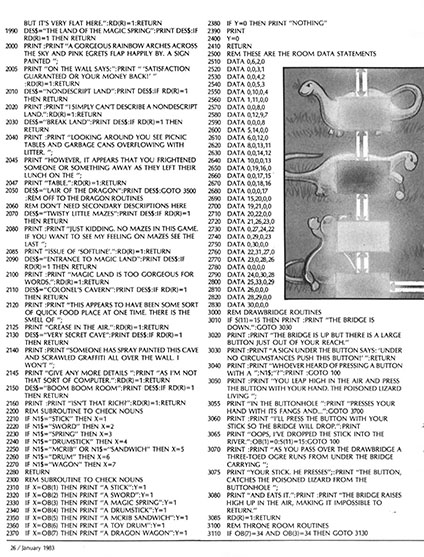 BUT IT'S VERY FLAT HERE.":RD(R)=1:RETURN
1990 DES$="THE LAND OF THE MAGIC SPRING":PRINT DES$:IF
RD(R)=1 THEN RETURN
2000 PRINT :PRINT "A GORGEOUS RAINBOW ARCHES ACROSS
THE SKY AND PINK EGRETS FLAP HAPPILY BY. A SIGN
PAINTED ";
2005 PRINT "ON THE WALL SAYS:":PRINT "'SATISFACTION
GUARANTEED OR YOUR MONEY BACK!' "
:RD(R)=1:RETURN
2010 DES$="NONDESCRIPT LAND":PRINT DES$:IF RD(R)=1
THEN RETURN
2020 PRINT :PRINT "I SIMPLY CAN'T DESCRIBE A NONDESCRIPT
LAND.":RD(R)=1:RETURN
2030 DES$="BREAK LAND":PRINT DES$:IF RD(R)=1 THEN
RETURN
2040 PRINT :PRINT "LOOKING AROUND YOU SEE PICNIC
TABLES AND GARBAGE CANS OVERFLOWING WITH
LITTER. ";
2045 PRINT "HOWEVER, IT APPEARS THAT YOU FRIGHTENED
SOMEONE OR SOMETHING AWAY AS THEY LEFT THEIR
LUNCH ON THE ";
2047 PRINT "TABLE.":RD(R)=1:RETURN
2050 DES$="LAIR OF THE DRAGON":PRINT DES$:GOTO 3500
:REM OFF TO THE DRAGON ROUTINES
2060 REM DON'T NEED SECONDARY DESCRIPTIONS HERE
2070 DES$="TWISTY LITTLE MAZES":PRINT DES$:IF RD(R)=1
THEN RETURN
2080 PRINT :PRINT "JUST KIDDING. NO MAZES IN THIS GAME.
IF YOU WANT TO SEE MY FEELING ON MAZES SEE THE
LAST ";
2085 PRINT "ISSUE OF 'SOFTLINE'.":RD(R)=1:RETURN
2090 DES$="ENTRANCE TO MAGIC LAND":PRINT DES$:IF
RD(R)=1 THEN RETURN
2100 PRINT :PRINT "MAGIC LAND IS TOO GORGEOUS FOR
WORDS.":RD(R)=1:RETURN
2110 DES$="COLONEL'S CAVERN":PRINT DES$:IF RD(R)=1
THEN RETURN
2120 PRINT :PRINT "THIS APPEARS TO HAVE BEEN SOME SORT
OF QUICK FOOD PLACE AT ONE TIME. THERE IS THE
SMELL OF ";
2125 PRINT "GREASE IN THE AIR.":RD(R)=1:RETURN
2130 DES$="VERY SECRET CAVE":PRINT DES$:IF RD(R)=1
THEN RETURN
2140 PRINT :PRINT "SOMEONE HAS SPRAY PAINTED THIS CAVE
AND SCRAWLED GRAFFITI ALL OVER THE WALL. I
WON'T ";
2145 PRINT "GIVE ANY MORE DETAILS ";:PRINT "AS I'M NOT
THAT SORT OF COMPUTER.":RD(R)=1:RETURN
2150 DES$="BOOM BOOM ROOM":PRINT DES$:IF RD(R)=1
THEN RETURN
2160 PRINT :PRINT "ISN'T THAT RIGHT":RD(R)=1:RETURN
2200 REM SUBROUTINE TO CHECK NOUNS
2210 IF N1$="STICK" THEN X=1
2220 IF N1$="SWORD" THEN X=2
2230 IF N1$="SPRING" THEN X=3
2240 IF N1$="DRUMSTICK" THEN X=4
2250 IF N1$="MCRIB" OR N1$="SANDWICH" THEN X=5
2260 IF N1$="DRUM" THEN X=6
2270 IF N1$="WAGON" THEN X=7
2280 RETURN
2300 REM SUBROUTINE TO CHECK NOUNS
2310 IF X=OB(1) THEN PRINT "A STICK":Y=1
2320 IF X=OB(2) THEN PRINT "A SWORD":Y=1
2330 IF X=OB(3) THEN PRINT "A MAGIC SPRING":Y=1
2340 IF X=OB(4) THEN PRINT "A DRUMSTICK":Y=1
2350 IF X=OB(5) THEN PRINT "A MCRIB SANDWICH":Y=1
2360 IF X=OB(6) THEN PRINT "A TOY DRUM":Y=1
2370 IF X=OB(7) THEN PRINT "A DRAGON WAGON":Y=1
2380 IF Y=0 THEN PRINT "NOTHING"
2390 PRINT
2400 Y=0
2410 RETURN
2500 REM THESE ARE THE ROOM DATA STATEMENTS
2510 DATA 0,6,2,0
2520 DATA 0,0,3,1
2530 DATA 0,0,4,2
2540 DATA 0,0,5,3
2550 DATA 0,10,0,4
2560 DATA 1,11,0,0
2570 DATA 0,0,8,0
2580 DATA 0,12,9,7
2590 DATA 0,0,0,8
2600 DATA 5,14,0,0
2610 DATA 6,0,12,0
2620 DATA 8,0,13,11
2630 DATA 0,0,14,12
2640 DATA 10,0,0,13
2650 DATA 0,19,16,0
2660 DATA 0,0,17,15
2670 DATA 0,0,18,16
2680 DATA 0,0,0,17
2690 DATA 15,20,0,0
2700 DATA 19,21,0,0
2710 DATA 20,22,0,0
2720 DATA 21,26,23,0
2730 DATA 0,27,24,22
2740 DATA 0,29,0,23
2750 DATA 0,30,0,0
2760 DATA 22,31,27,0
2770 DATA 23,0,28,26
2780 DATA 0,0,0,0
2790 DATA 24,0,30,28
2800 DATA 25,33,0,29
2810 DATA 26,0,0,0
2820 DATA 28,29,0,0
2830 DATA 30,0,0,0
3000 REM DRAWBRIDGE ROUTINES
3010 IF S(11)=15 THEN PRINT :PRINT "THE BRIDGE IS
DOWN.":GOTO 3030
3020 PRINT :PRINT "THE BRIDGE IS UP BUT THERE IS A LARGE
BUTTON JUST OUT OF YOUR REACH."
3030 PRINT :PRINT "A SIGN UNDER THE BUTTON SAYS: 'UNDER
NO CIRCUMSTANCES PUSH THIS BUTTON!'":RETURN
3040 PRINT :PRINT "WHOEVER HEARD OF PRESSING A BUTTON
WITH A ";N1$;"?":PRINT :GOTO 100
3050 PRINT :PRINT "YOU LEAP HIGH IN THE AIR AND PRESS
THE BUTTON WITH YOUR HAND. THE POISONED LIZARD
LIVING ";
3055 PRINT "IN THE BUTTONHOLE ";:PRINT "PRESSES YOUR
HAND WITH ITS FANGS AND...":GOTO 3700
3060 PRINT :PRINT "I'LL PRESS THE BUTTON WITH YOUR
STICK SO THE BRIDGE WILL DROP.":PRINT
3065 PRINT "OOPS, I'VE DROPPED THE STICK INTO THE
RIVER.":OB(1)=0:S(11)=15:GOTO 100
3070 PRINT :PRINT "AS YOU PASS OVER THE DRAWBRIDGE A
THREE-TOED OGRE RUNS FROM UNDER THE BRIDGE
CARRYING ";
3075 PRINT "YOUR STICK. HE PRESSES";:PRINT "THE BUTTON,
CATCHES THE POISONED LIZARD FROM THE
BUTTONHOLE ";
3080 PRINT "AND EATS IT.":PRINT :PRINT "THE BRIDGE RAISES
HIGH UP IN THE AIR, MAKING IT IMPOSSIBLE TO
RETURN."
3085 RD(R)=1:RETURN
3100 REM THRONE ROOM ROUTINES
3110 IF OB(7)=34 AND OB(3)=34 THEN GOTO 3130
26 / January 1983